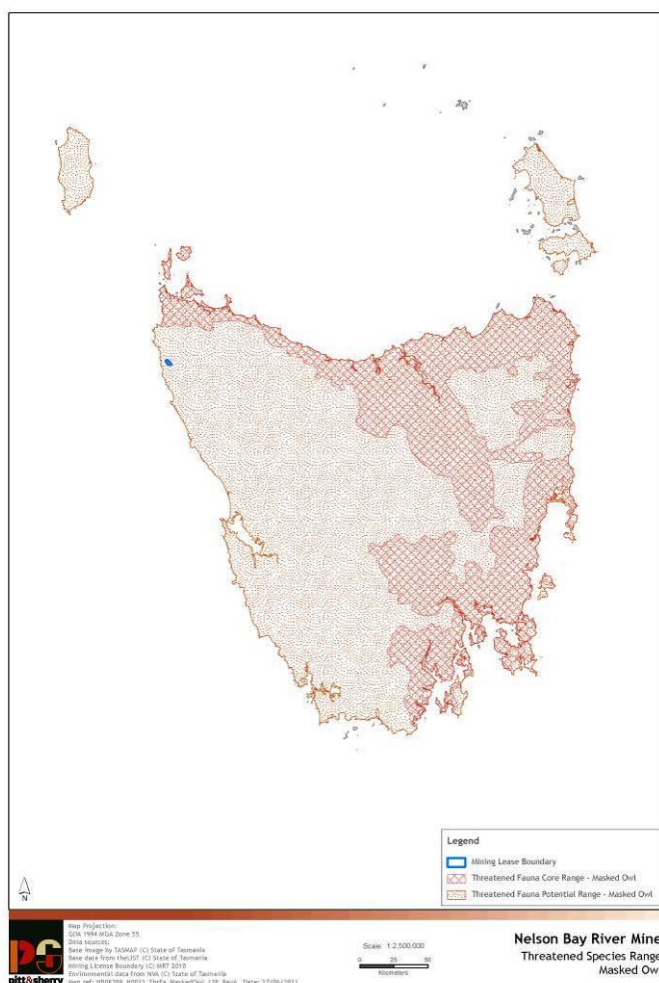 Legend
Mining Lease Boundary
Threatened Fauna Core Range - Masked Owl
Threatened Fauna Potential Range - Masked Owl
N
pitt&sherry
Map Projection:
GDA 1994 MGA Zone 55
Data sources:
Base image by TASMAP (C) State of Tasmania
Base data from theLIST (C) State of Tasmania
Mining License Boundary (C) MRT 2010
Environmental data from NVA (C) State of Tasmania
Scale 1:2,500,000
0 25 50
Kilometers
Nelson Bay River Mine
Threatened Species Range
Masked Ow